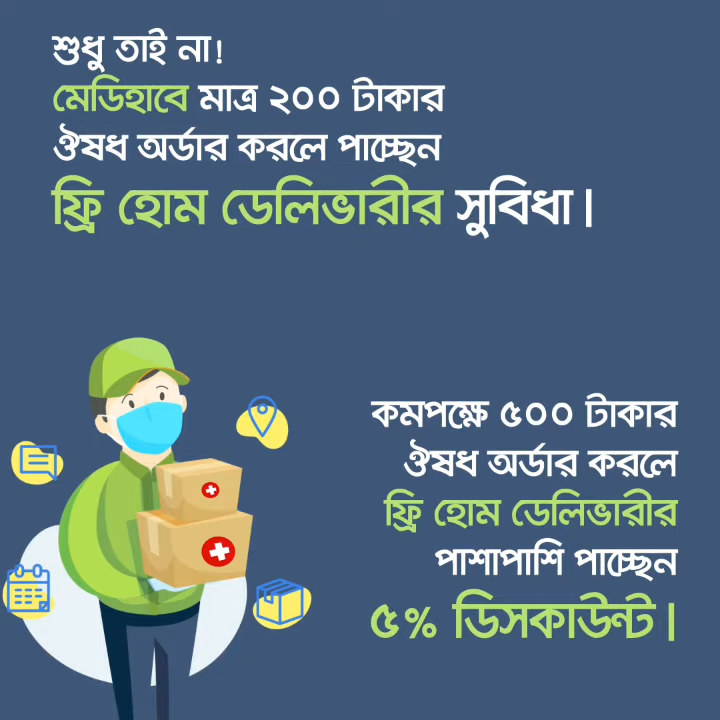 শুধু তাই না!
মেডিহাবে মাত্র ২০০ টাকার
ঔষধ অর্ডার করলে পাচ্ছেন
ফ্রি হোম ডেলিভারীর সুবিধা।
কমপক্ষে ৫০০ টাকার
ঔষধ অর্ডার করলে
ফ্রি হোম ডেলিভারীর
পাশাপাশি পাচ্ছেন
৫% ডিসকাউন্ট।